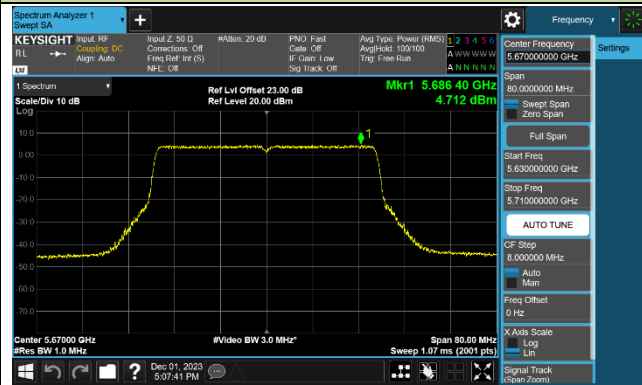 Spectrum Analyzer 1
Swept SA
Frequency
KEYSIGHT
RL
LXI
Input: RF
Coupling: DC
Align: Auto
Input Z: 50 Ω
Corrections: Off
Freq Ref: Int (S)
NFE: Off
#Atten: 20 dB
PNO: Fast
Gate: Off
IF Gain: Low
Sig Track: Off
Avg Type: Power (RMS)
Avg|Hold: 100/100
Trig: Free Run
1 2 3 4 5 6
A W W W W W
A N N N N N
1 Spectrum
Scale/Div 10 dB
Ref Lvl Offset 23.00 dB
Ref Level 20.00 dBm
Mkr1 5.686 40 GHz
4.712 dBm
Log
1
10.0
0.00
-10.0
-20.0
-30.0
-40.0
-50.0
-60.0
-70.0
Center 5.67000 GHz
#Res BW 1.0 MHz
#Video BW 3.0 MHz*
Span 80.00 MHz
Sweep 1.07 ms (2001 pts)
Dec 01, 2023
5:07:41 PM
Center Frequency
5.670000000 GHz
Settings
Span
80.0000000 MHz
Swept Span
Zero Span
Full Span
Start Freq
5.630000000 GHz
Stop Freq
5.710000000 GHz
AUTO TUNE
CF Step
8.000000 MHz
Auto
Man
Freq Offset
0 Hz
X Axis Scale
Log
Lin
Signal Track
(Span Zoom)